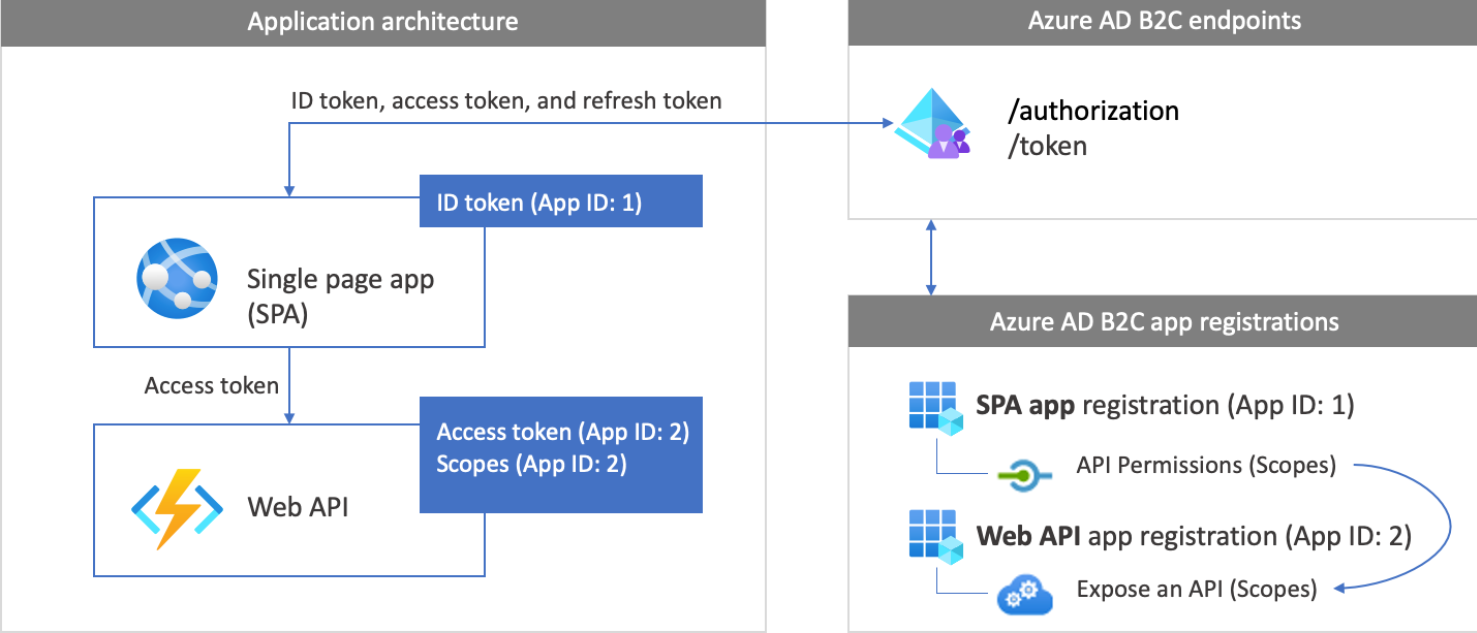 Application architecture
ID token, access token, and refresh token
ID token (App ID: 1)
Single page app
(SPA)
Access token
Access token (App ID: 2)
Scopes (App ID: 2)
Web API
Azure AD B2C endpoints
/authorization
/token
Azure AD B2C app registrations
SPA app registration (App ID: 1)
API Permissions (Scopes)
Web API app registration (App ID: 2)
Expose an API (Scopes)